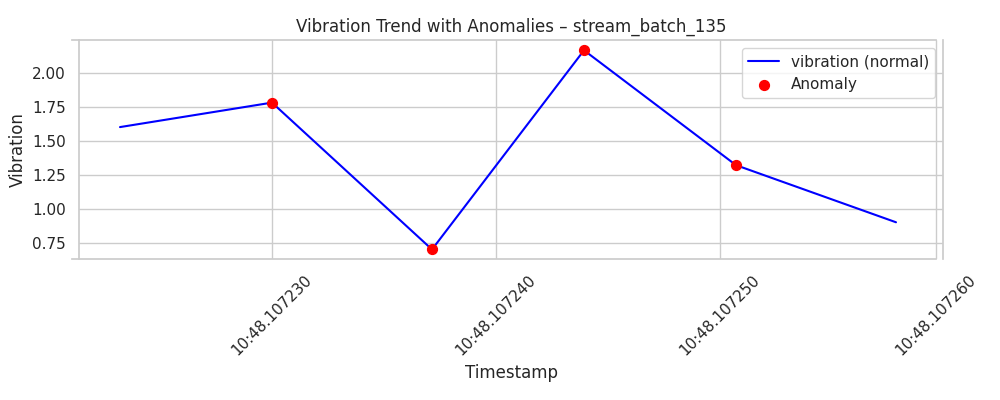 Vibration Trend with Anomalies – stream_batch_135
vibration (normal)
Anomaly
Vibration
2.00
1.75
1.50
1.25
1.00
0.75
10:48.107230
10:48.107240
10:48.107250
10:48.107260
Timestamp